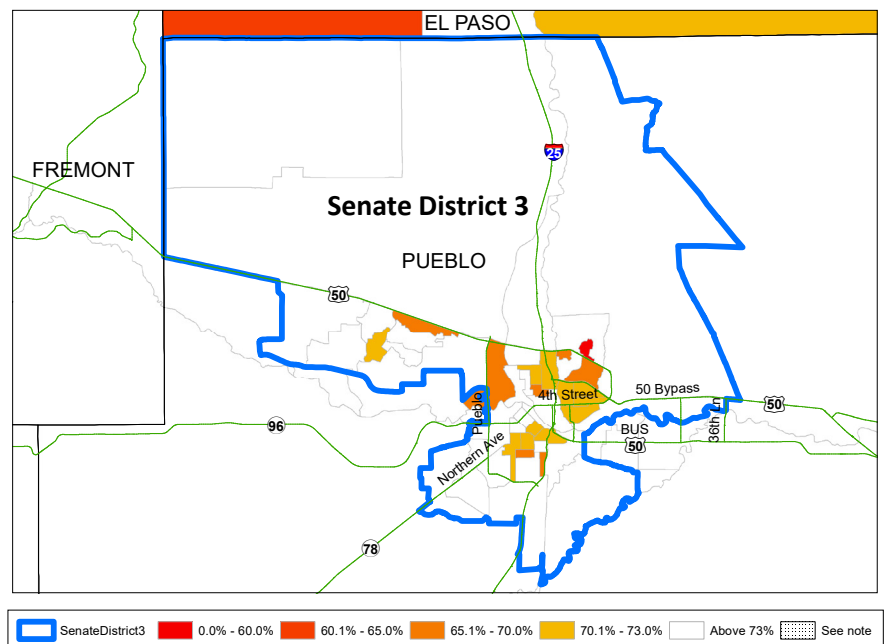 EL PASO
FREMONT
25
Senate District 3
PUEBLO
50
50 Bypass
4th Street
50
36th Ln
Pueblo
96
BUS
50
Northern Ave
78
SenateDistrict3 0.0% - 60.0% 60.1% - 65.0% 65.1% - 70.0% 70.1% - 73.0% Above 73% See note